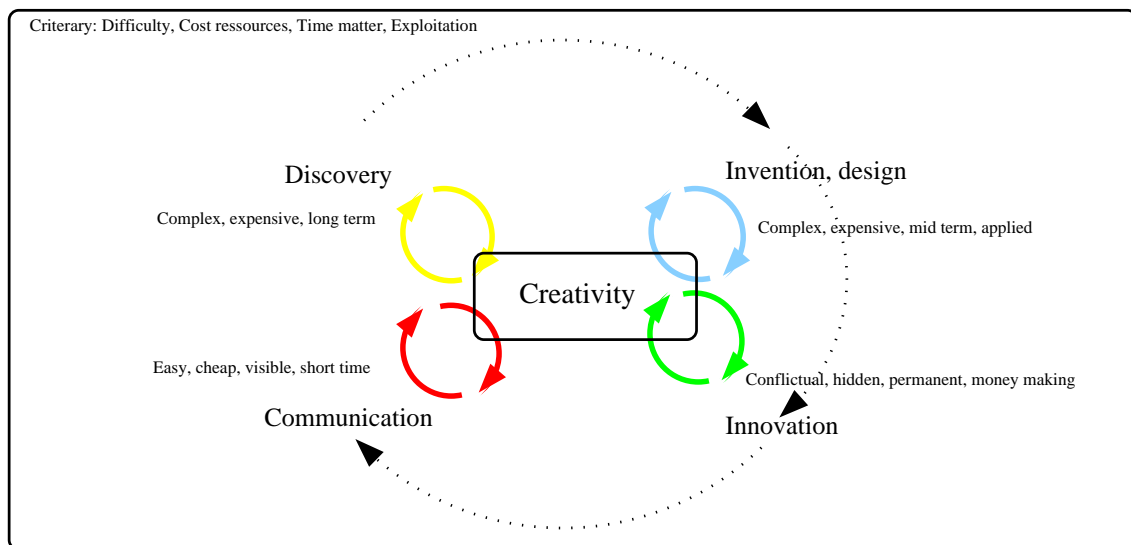 Criterary: Difficulty, Cost ressources, Time matter, Exploitation
Discovery
Invention, design
Complex, expensive, long term
Complex, expensive, mid term, applied
Creativity
Easy, cheap, visible, short time
Conflictual, hidden, permanent, money making
Communication
Innovation